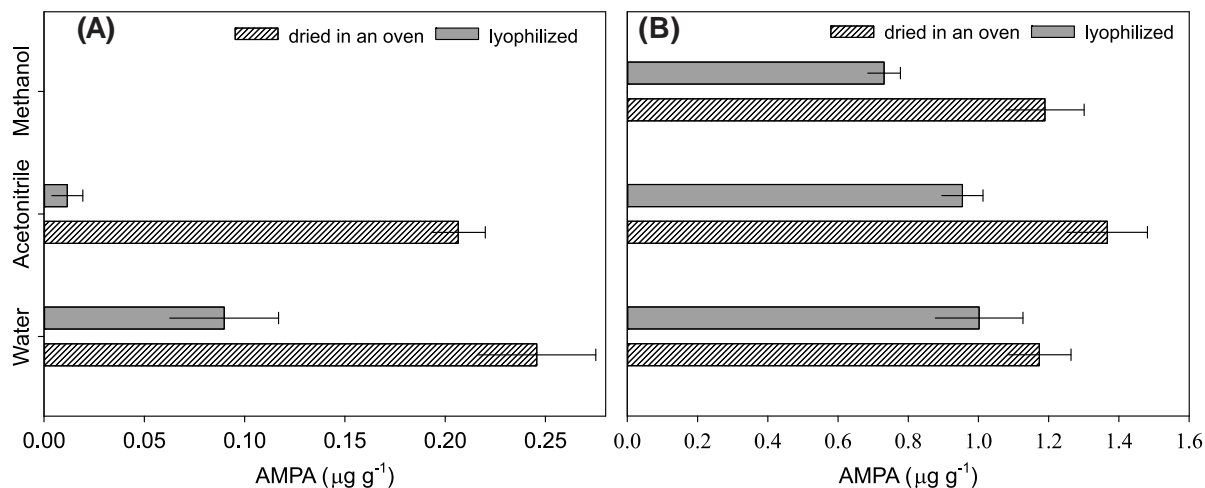 (A)
dried in an oven lyophilized
Methanol
Acetonitrile
Water
0.00 0.05 0.10 0.15 0.20 0.25
AMPA (μg g⁻¹)
(B)
dried in an oven lyophilized
0.0 0.2 0.4 0.6 0.8 1.0 1.2 1.4 1.6
AMPA (μg g⁻¹)